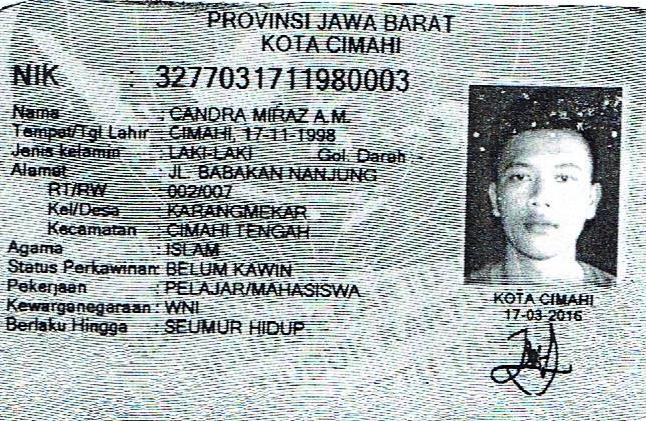 PROVINSI JAWA BARAT
KOTA CIMAHI
NIK : 3277031711980003
Nama : CANDRA MIRAZ A.M.
Tempat/Tgl Lahir : CIMAHI, 17-11-1998
Jenis kelamin : LAKI-LAKI Gol. Darah : -
Alamat : JL. BABAKAN NANJUNG
RT/RW : 002/007
Kel/Desa : KARANGMEKAR
Kecamatan : CIMAHI TENGAH
Agama : ISLAM
Status Perkawinan: BELUM KAWIN
Pekerjaan : PELAJAR/MAHASISWA
Kewarganegaraan : WNI
Berlaku Hingga : SEUMUR HIDUP
KOTA CIMAHI
17-03-2016